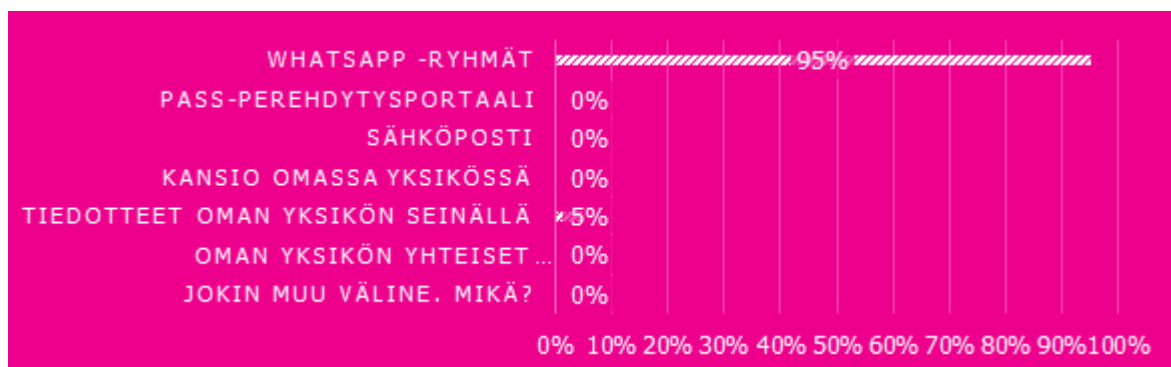 WHATSAPP -RYHMÄT 95%
PASS-PEREHDYTYSPORTAALI 0%
SÄHKÖPOSTI 0%
KANSIO OMASSA YKSIKÖSSÄ 0%
TIEDOTTEET OMAN YKSIKÖN SEINÄLLÄ 5%
OMAN YKSIKÖN YHTEISET ... 0%
JOKIN MUU VÄLINE. MIKÄ? 0%
0% 10% 20% 30% 40% 50% 60% 70% 80% 90% 100%